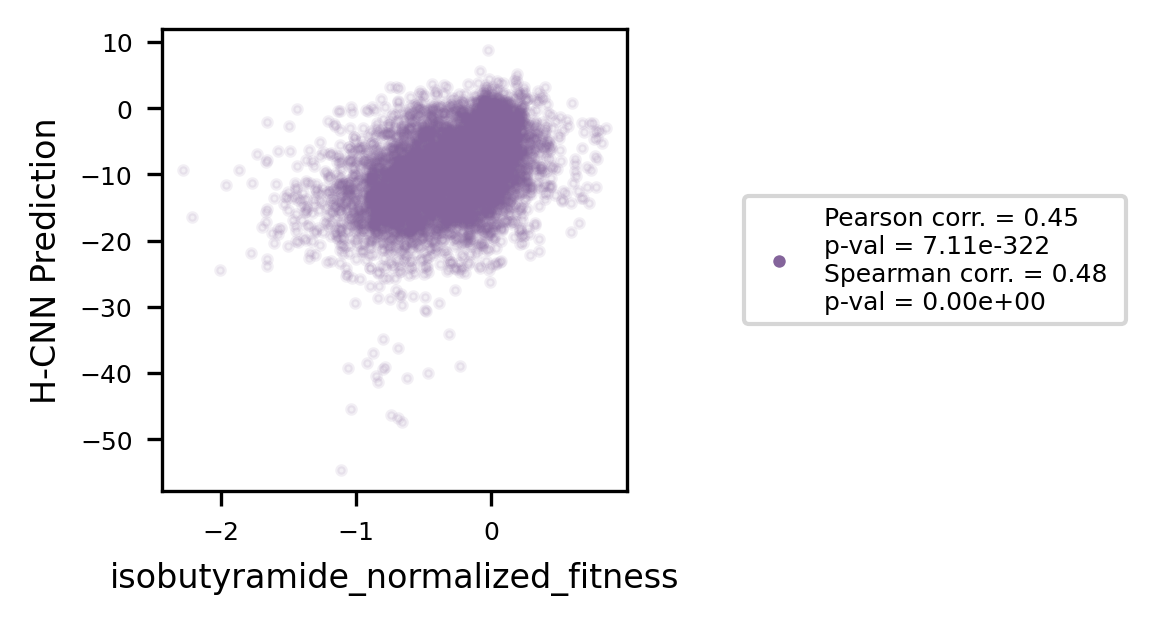 10
0
−10
−20
−30
−40
−50
H-CNN Prediction
−2
−1
0
isobutyramide_normalized_fitness
Pearson corr. = 0.45
p-val = 7.11e-322
Spearman corr. = 0.48
p-val = 0.00e+00